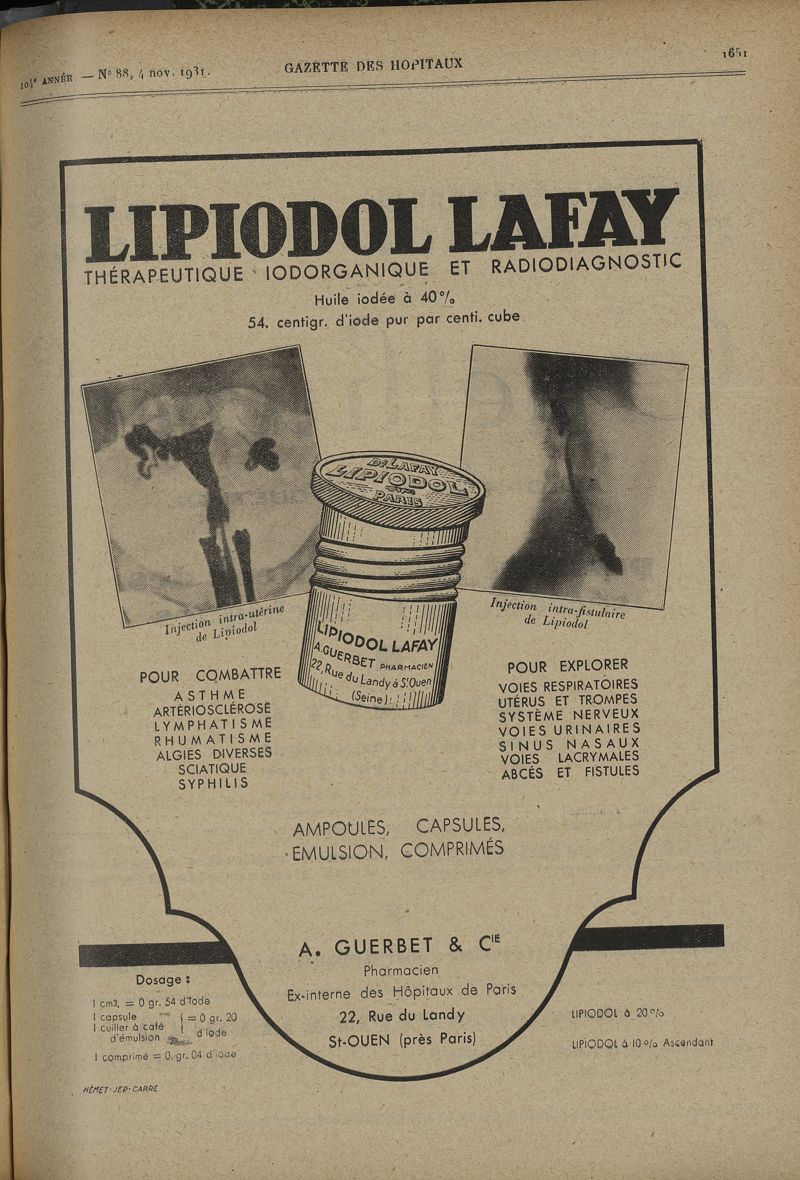 104e ANNÉE — No 88, 4 nov. 1931.
GAZETTE DES HOPITAUX
1651
LIPIODOL LAFAY
THÉRAPEUTIQUE IODORGANIQUE ET RADIODIAGNOSTIC
Huile iodée à 40%
54. centigr. d'iode pur par centi. cube
Dr LAFAY
LIPIODOL
PARIS
Injection intra-utérine
de Lipiodol
Injection intra-fistulaire
de Lipiodol
LIPIODOL LAFAY
A. GUERBET PHARMACIEN
22, Rue du Landy à St Ouen
(Seine)
POUR COMBATTRE
ASTHME
ARTÉRIOSCLÉROSE
LYMPHATISME
RHUMATISME
ALGIES DIVERSES
SCIATIQUE
SYPHILIS
POUR EXPLORER
VOIES RESPIRATOIRES
UTÉRUS ET TROMPES
SYSTÈME NERVEUX
VOIES URINAIRES
SINUS NASAUX
VOIES LACRYMALES
ABCÉS ET FISTULES
AMPOULES, CAPSULES,
EMULSION, COMPRIMÉS
A. GUERBET & CIE
Pharmacien
Ex-interne des Hôpitaux de Paris
22, Rue du Landy
St-OUEN (près Paris)
Dosage :
1 cm3. = 0 gr. 54 d'Iode
1 capsule = 0 gr. 20
1 cuiller à café
d'émulsion d'Iode
1 comprimé = 0. gr. 04 d'iode
LIPIODOL à 20%
LIPIODOL à 10% Ascendant
HÉMET-JEP-CARRÉ